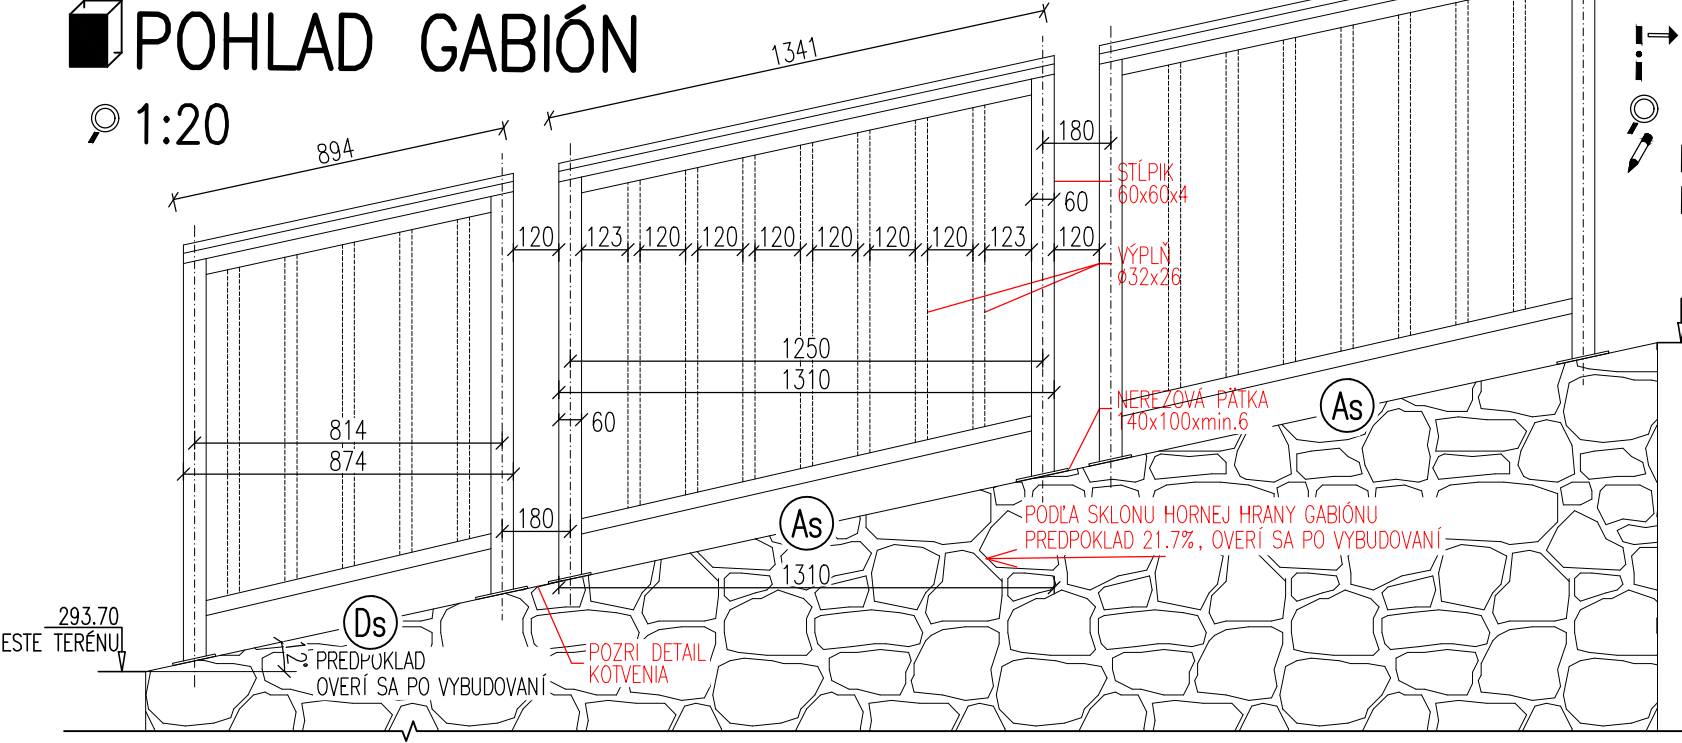 POHLAD GABIÓN
1:20
894
1341
180
STĹPIK
60x60x4
60
120
123
120
120
120
120
120
120
123
120
VÝPLŇ
ø32x26
1250
1310
60
NEREZOVÁ PÄTKA
140x100xmin.6
As
814
874
180
As
PODĽA SKLONU HORNEJ HRANY GABIÓNU
PREDPOKLAD 21.7%, OVERÍ SA PO VYBUDOVANÍ
1310
293.70
ESTE TERÉNU
Ds
12°
PREDPOKLAD
OVERÍ SA PO VYBUDOVANÍ
POZRI DETAIL
KOTVENIA